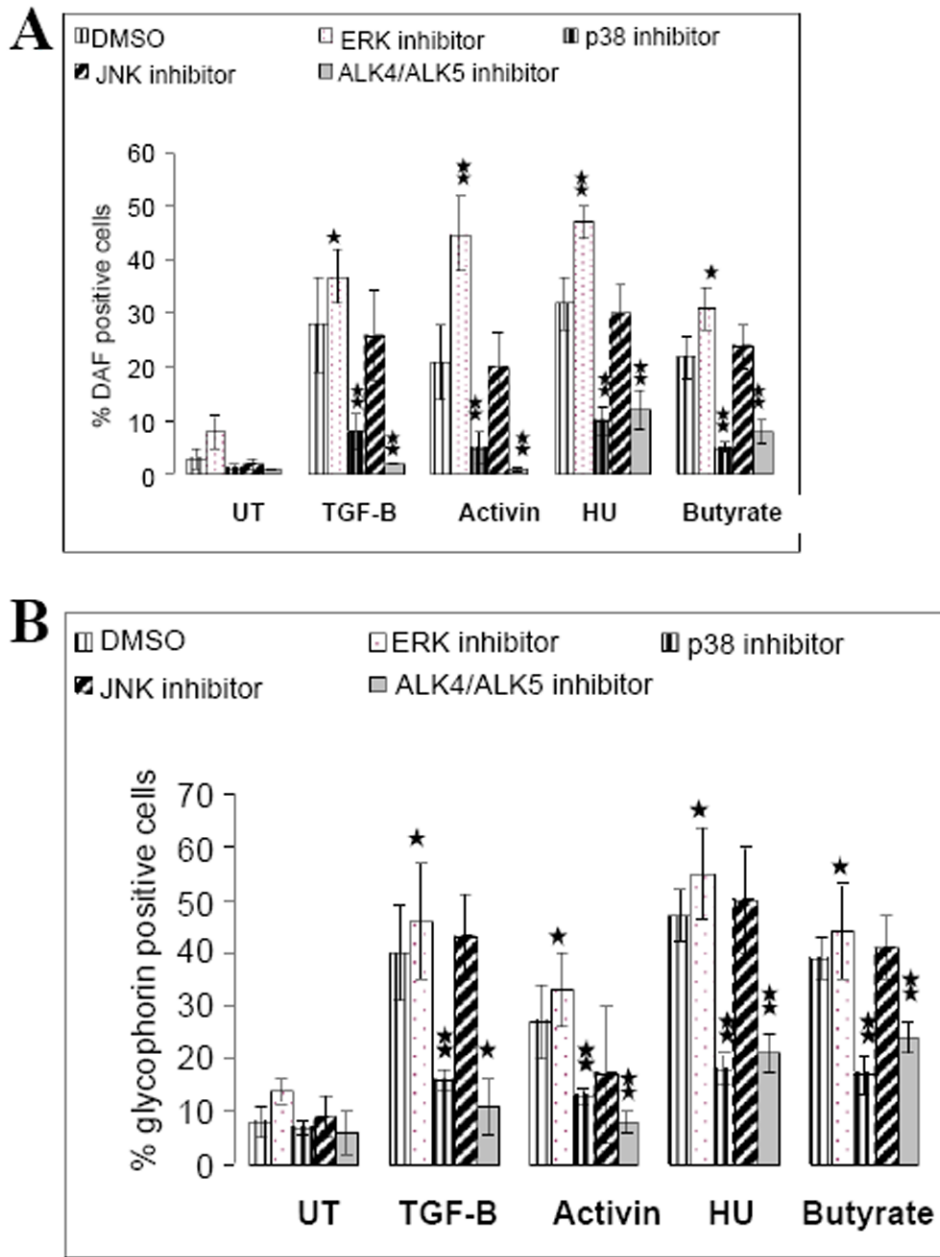 A
DMSO ERK inhibitor p38 inhibitor
JNK inhibitor ALK4/ALK5 inhibitor
% DAF positive cells
60
50
40
30
20
10
0
UT TGF-B Activin HU Butyrate
B
DMSO ERK inhibitor p38 inhibitor
JNK inhibitor ALK4/ALK5 inhibitor
% glycophorin positive cells
70
60
50
40
30
20
10
0
UT TGF-B Activin HU Butyrate